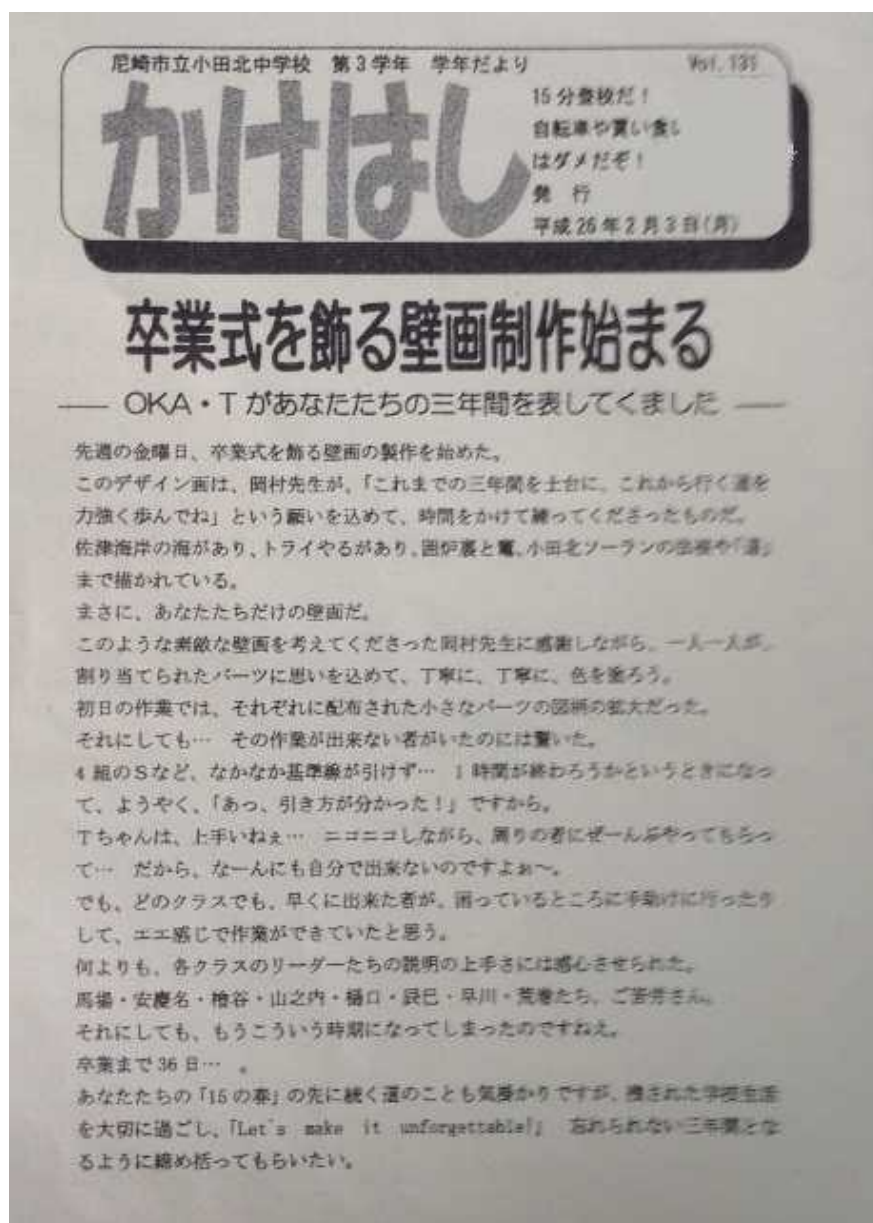 尼崎市立小田北中学校 第3学年 学年だより Vol. 131
かけはし
15分登校だ!
自転車や買い食い
はダメだぞ!
発 行
平成26年2月3日(月)
卒業式を飾る壁画制作始まる
―― OKA・Tがあなたたちの三年間を表してくました ――
先週の金曜日、卒業式を飾る壁画の製作を始めた。
このデザイン画は、岡村先生が、「これまでの三年間を土台に、これから行く道を
力強く歩んでね」という願いを込めて、時間をかけて練ってくださったものだ。
佐津海岸の海があり、トライやるがあり、囲炉裏と竃、小田北ソーランの法被や「道」
まで描かれている。
まさに、あなたたちだけの壁画だ。
このような素敵な壁画を考えてくださった岡村先生に感謝しながら、一人一人が、
割り当てられたパーツに思いを込めて、丁寧に、丁寧に、色を塗ろう。
初日の作業では、それぞれに配布された小さなパーツの図柄の拡大だった。
それにしても… その作業が出来ない者がいたのには驚いた。
4組のSなど、なかなか基準線が引けず… 1時間が終わろうかというときになっ
て、ようやく、「あっ、引き方が分かった!」ですから。
Tちゃんは、上手いねぇ… ニコニコしながら、周りの者にぜーんぶやってもらっ
て… だから、なーんにも自分で出来ないのですよぉ〜。
でも、どのクラスでも、早くに出来た者が、困っているところに手助けに行ったり
して、エエ感じで作業ができていたと思う。
何よりも、各クラスのリーダーたちの説明の上手さには感心させられた。
馬場・安慶名・檜谷・山之内・樋口・辰巳・早川・荒巻たち、ご苦労さん。
それにしても、もうこういう時期になってしまったのですねえ。
卒業まで36日… 。
あなたたちの「15の春」の先に続く道のことも気掛かりですが、残された学校生活
を大切に過ごし、「Let's make it unforgettable!」 忘れられない三年間とな
るように締め括ってもらいたい。